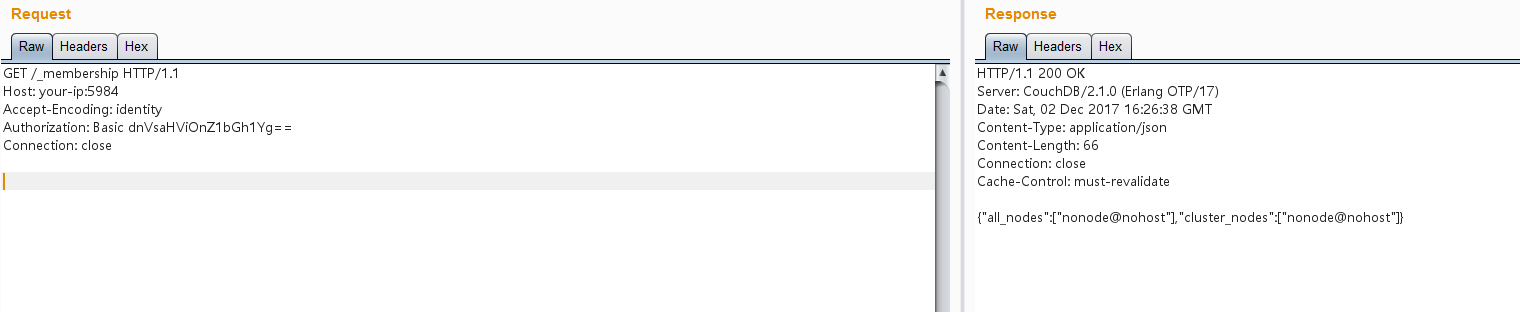 Request
Raw Headers Hex
GET /_membership HTTP/1.1
Host: your-ip:5984
Accept-Encoding: identity
Authorization: Basic dnVsaHViOnZ1bGh1Yg==
Connection: close
Response
Raw Headers Hex
HTTP/1.1 200 OK
Server: CouchDB/2.1.0 (Erlang OTP/17)
Date: Sat, 02 Dec 2017 16:26:38 GMT
Content-Type: application/json
Content-Length: 66
Connection: close
Cache-Control: must-revalidate
{"all_nodes":["nonode@nohost"],"cluster_nodes":["nonode@nohost"]}